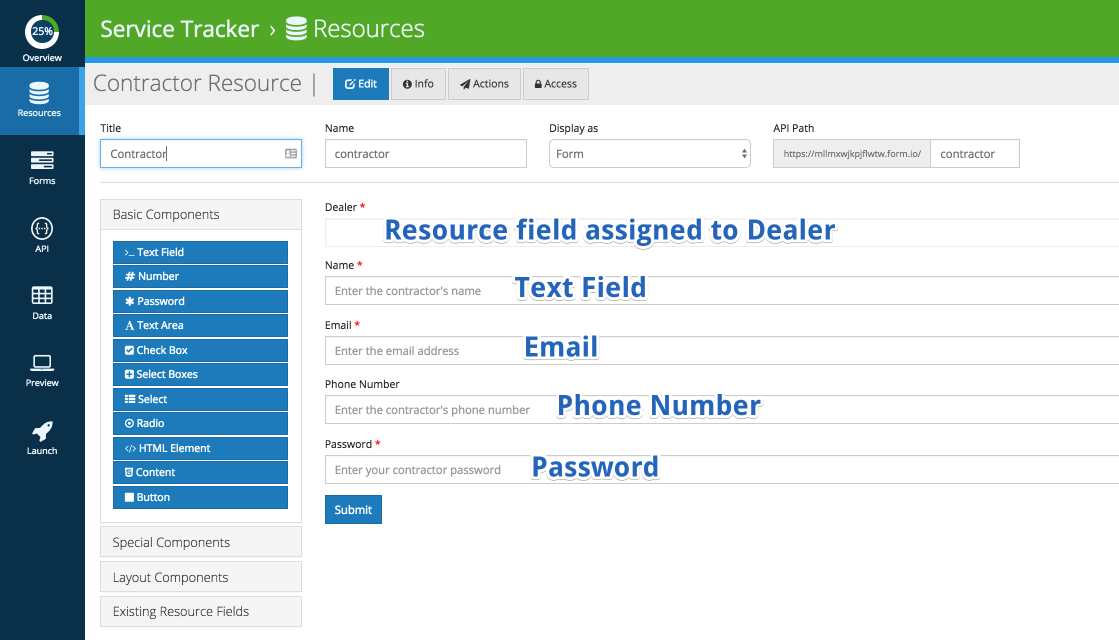 25%
Overview
Resources
Forms
API
Data
Preview
Launch
Service Tracker › Resources
Contractor Resource | Edit Info Actions Access
Title Name Display as API Path
Contractor contractor Form https://mllmxwjkpjflwtw.form.io/ contractor
Basic Components
>_ Text Field
# Number
✱ Password
A Text Area
Check Box
Select Boxes
Select
Radio
</> HTML Element
Content
Button
Special Components
Layout Components
Existing Resource Fields
Dealer *
Resource field assigned to Dealer
Name *
Enter the contractor's name Text Field
Email *
Enter the email address Email
Phone Number
Enter the contractor's phone number Phone Number
Password *
Enter your contractor password Password
Submit